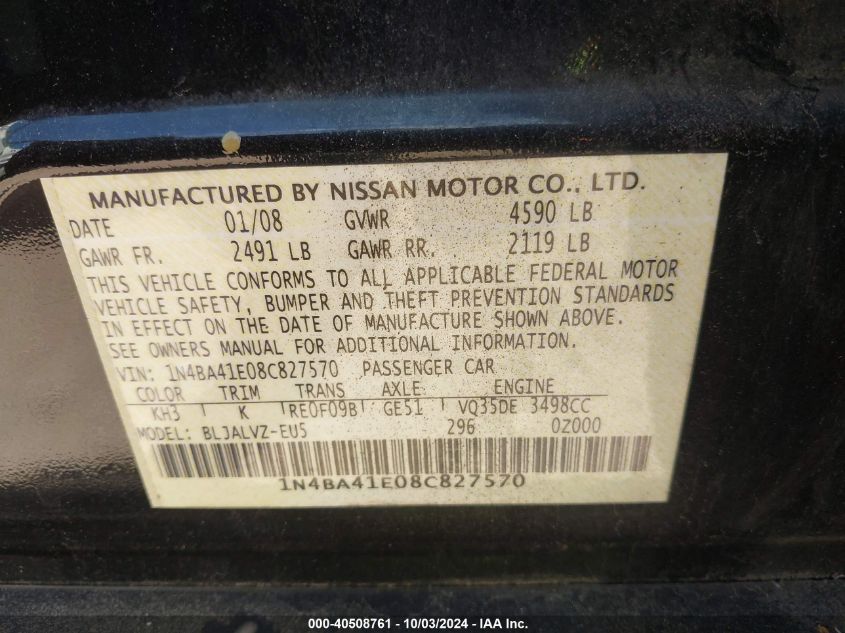 MANUFACTURED BY NISSAN MOTOR CO., LTD.
DATE 01/08 GVWR 4590 LB
GAWR FR. 2491 LB GAWR RR. 2119 LB
THIS VEHICLE CONFORMS TO ALL APPLICABLE FEDERAL MOTOR
VEHICLE SAFETY, BUMPER AND THEFT PREVENTION STANDARDS
IN EFFECT ON THE DATE OF MANUFACTURE SHOWN ABOVE.
SEE OWNERS MANUAL FOR ADDITIONAL INFORMATION.
VIN: 1N4BA41E08C827570 PASSENGER CAR
COLOR TRIM TRANS AXLE ENGINE
KH3 K RE0F09B GE51 VQ35DE 3498CC
MODEL: BLJALVZ-EU5 296 0Z000
1N4BA41E08C827570
000-40508761 - 10/03/2024 - IAA Inc.